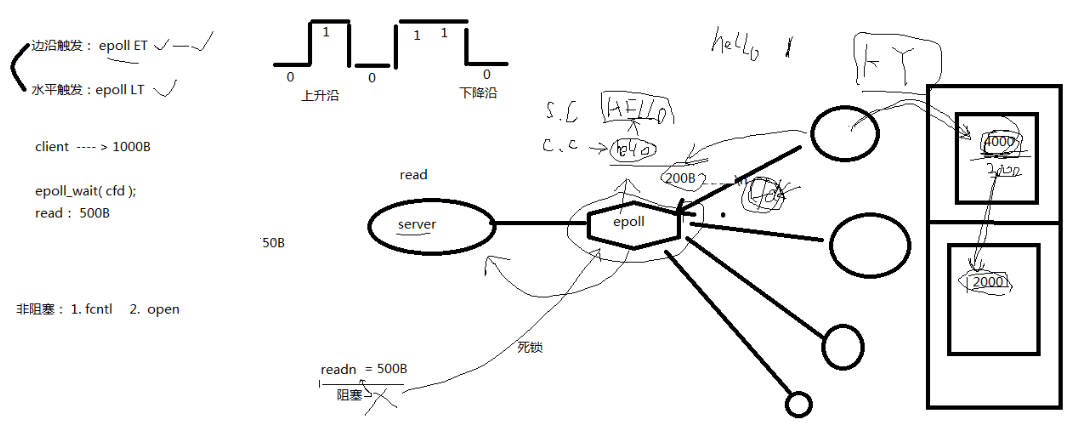 边沿触发： epoll ET
水平触发：epoll LT
0
1
0
1 1
0
上升沿
下降沿
client ---- > 1000B
epoll_wait( cfd );
read： 500B
50B
非阻塞： 1. fcntl 2. open
read
server
epoll
S.C HELLO
C.C hello
200B
hello
死锁
readn = 500B
阻塞
4000
2000
2000